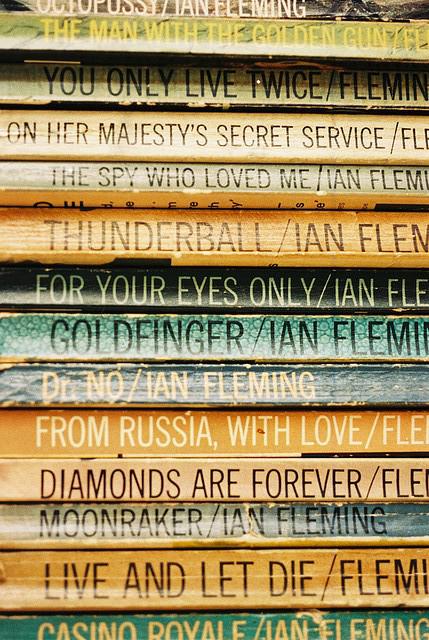 OCTOPUSSY/IAN FLEMING
THE MAN WITH THE GOLDEN GUN/FL
YOU ONLY LIVE TWICE/FLEMIN
ON HER MAJESTY'S SECRET SERVICE/FLE
THE SPY WHO LOVED ME/IAN FLEMI
THUNDERBALL/IAN FLEM
FOR YOUR EYES ONLY/IAN FLE
GOLDFINGER/IAN FLEMIN
Dr. NO/IAN FLEMING
FROM RUSSIA, WITH LOVE/FLE
DIAMONDS ARE FOREVER/FLE
MOONRAKER/IAN FLEMING
LIVE AND LET DIE/FLEMI
CASINO ROYALE/IAN FLEMING